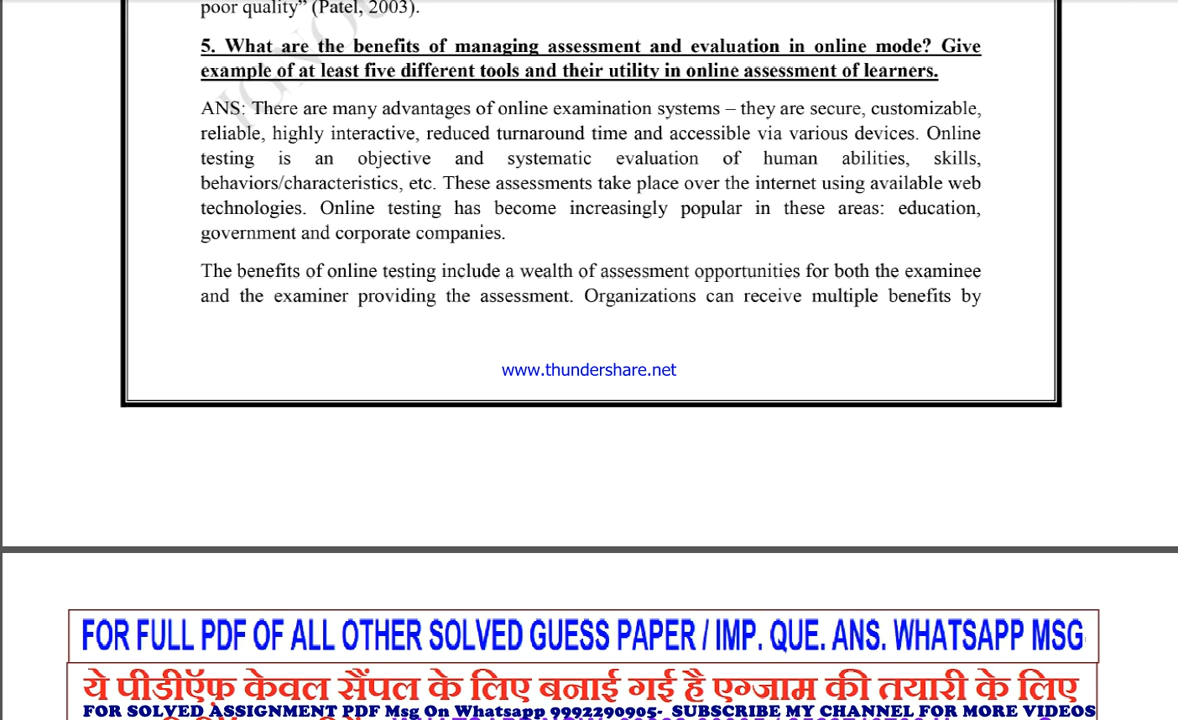 poor quality” (Patel, 2003).
5. What are the benefits of managing assessment and evaluation in online mode? Give
example of at least five different tools and their utility in online assessment of learners.
ANS: There are many advantages of online examination systems – they are secure, customizable,
reliable, highly interactive, reduced turnaround time and accessible via various devices. Online
testing is an objective and systematic evaluation of human abilities, skills,
behaviors/characteristics, etc. These assessments take place over the internet using available web
technologies. Online testing has become increasingly popular in these areas: education,
government and corporate companies.
The benefits of online testing include a wealth of assessment opportunities for both the examinee
and the examiner providing the assessment. Organizations can receive multiple benefits by
www.thundershare.net
FOR FULL PDF OF ALL OTHER SOLVED GUESS PAPER / IMP. QUE. ANS. WHATSAPP MSG
ये पीडीऍफ़ केवल सैंपल के लिए बनाई गई है एग्जाम की तयारी के लिए
FOR SOLVED ASSIGNMENT PDF Msg On Whatsapp 9992290905- SUBSCRIBE MY CHANNEL FOR MORE VIDEOS